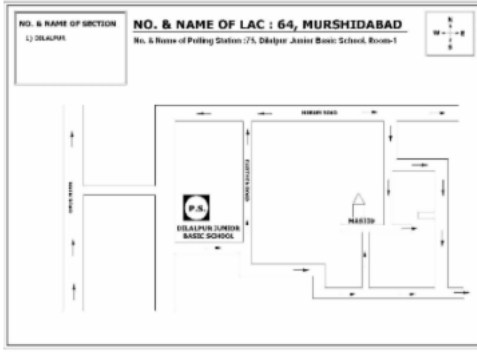 NO. & NAME OF SECTION
1) DILALPUR
NO. & NAME OF LAC : 64, MURSHIDABAD
No. & Name of Polling Station :75, Dilalpur Junior Basic School, Room-1
N
W E
S
P.S.
DILALPUR JUNIOR
BASIC SCHOOL
MASJID